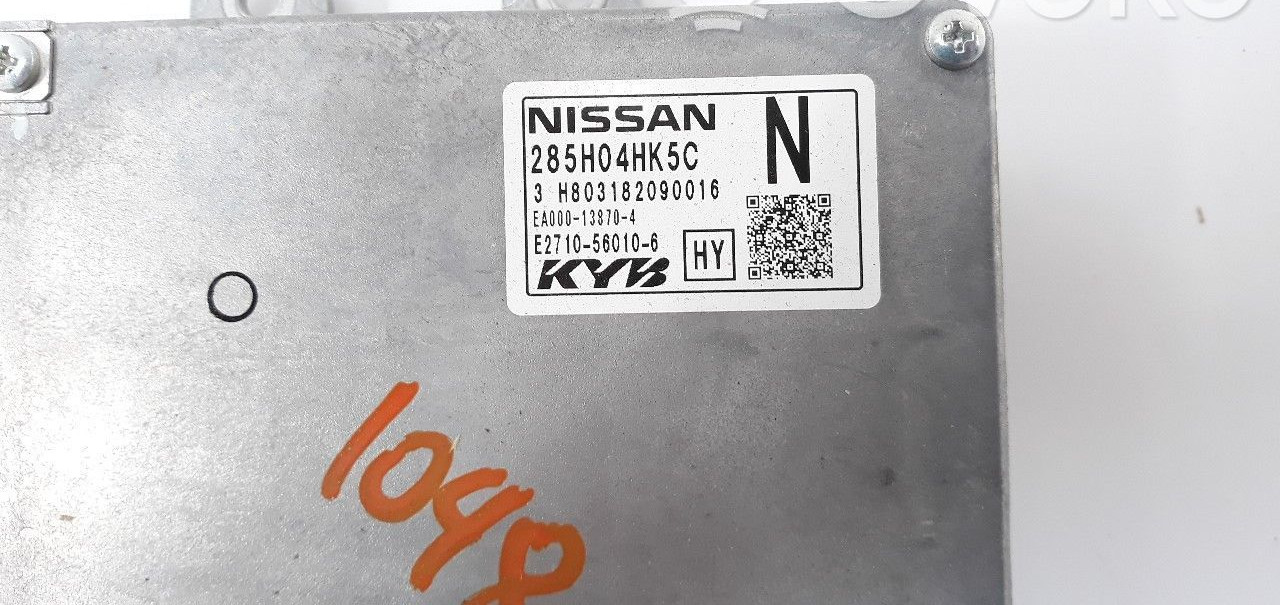 NISSAN N
285H04HK5C
3 H803182090016
EA000-13870-4
E2710-56010-6 HY
KYB
1048